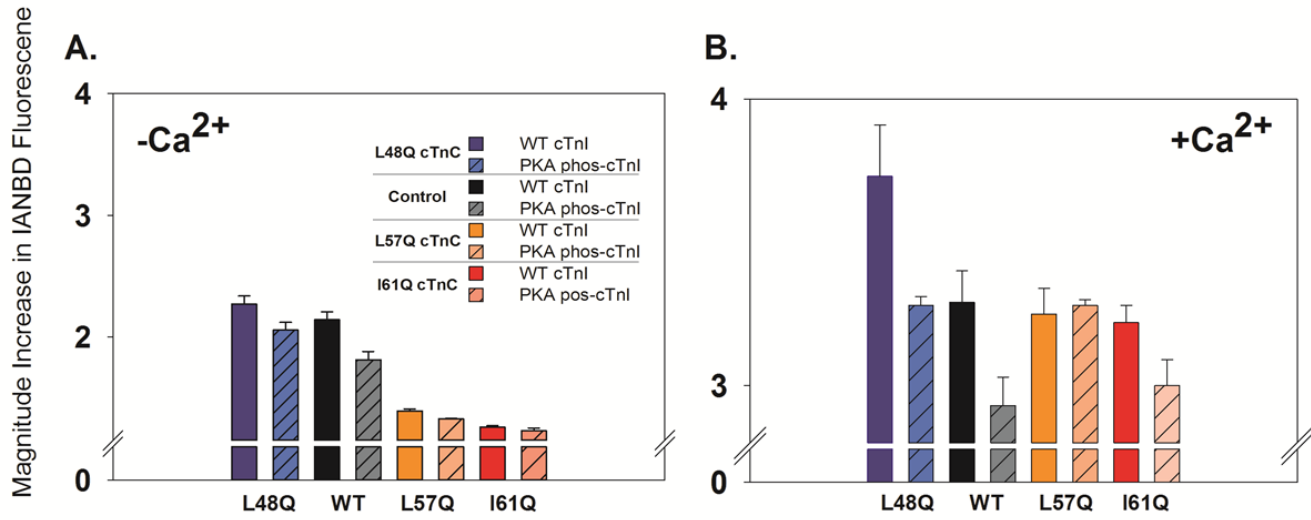 Magnitude Increase in IANBD Fluorescene
A.
-Ca2+
4
3
2
0
L48Q cTnC
WT cTnI
PKA phos-cTnI
Control
WT cTnI
PKA phos-cTnI
L57Q cTnC
WT cTnI
PKA phos-cTnI
I61Q cTnC
WT cTnI
PKA pos-cTnI
L48Q WT L57Q I61Q
B.
+Ca2+
4
3
0
L48Q WT L57Q I61Q